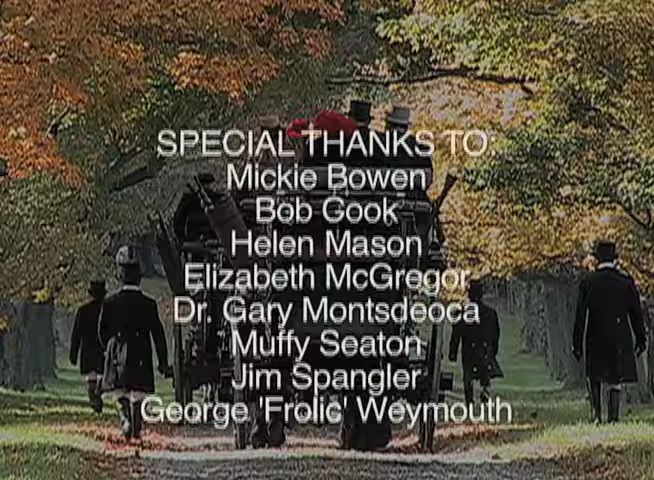 SPECIAL THANKS TO:
Mickie Bowen
Bob Cook
Helen Mason
Elizabeth McGregor
Dr. Gary Montsdeoca
Muffy Seaton
Jim Spangler
George 'Frolic' Weymouth